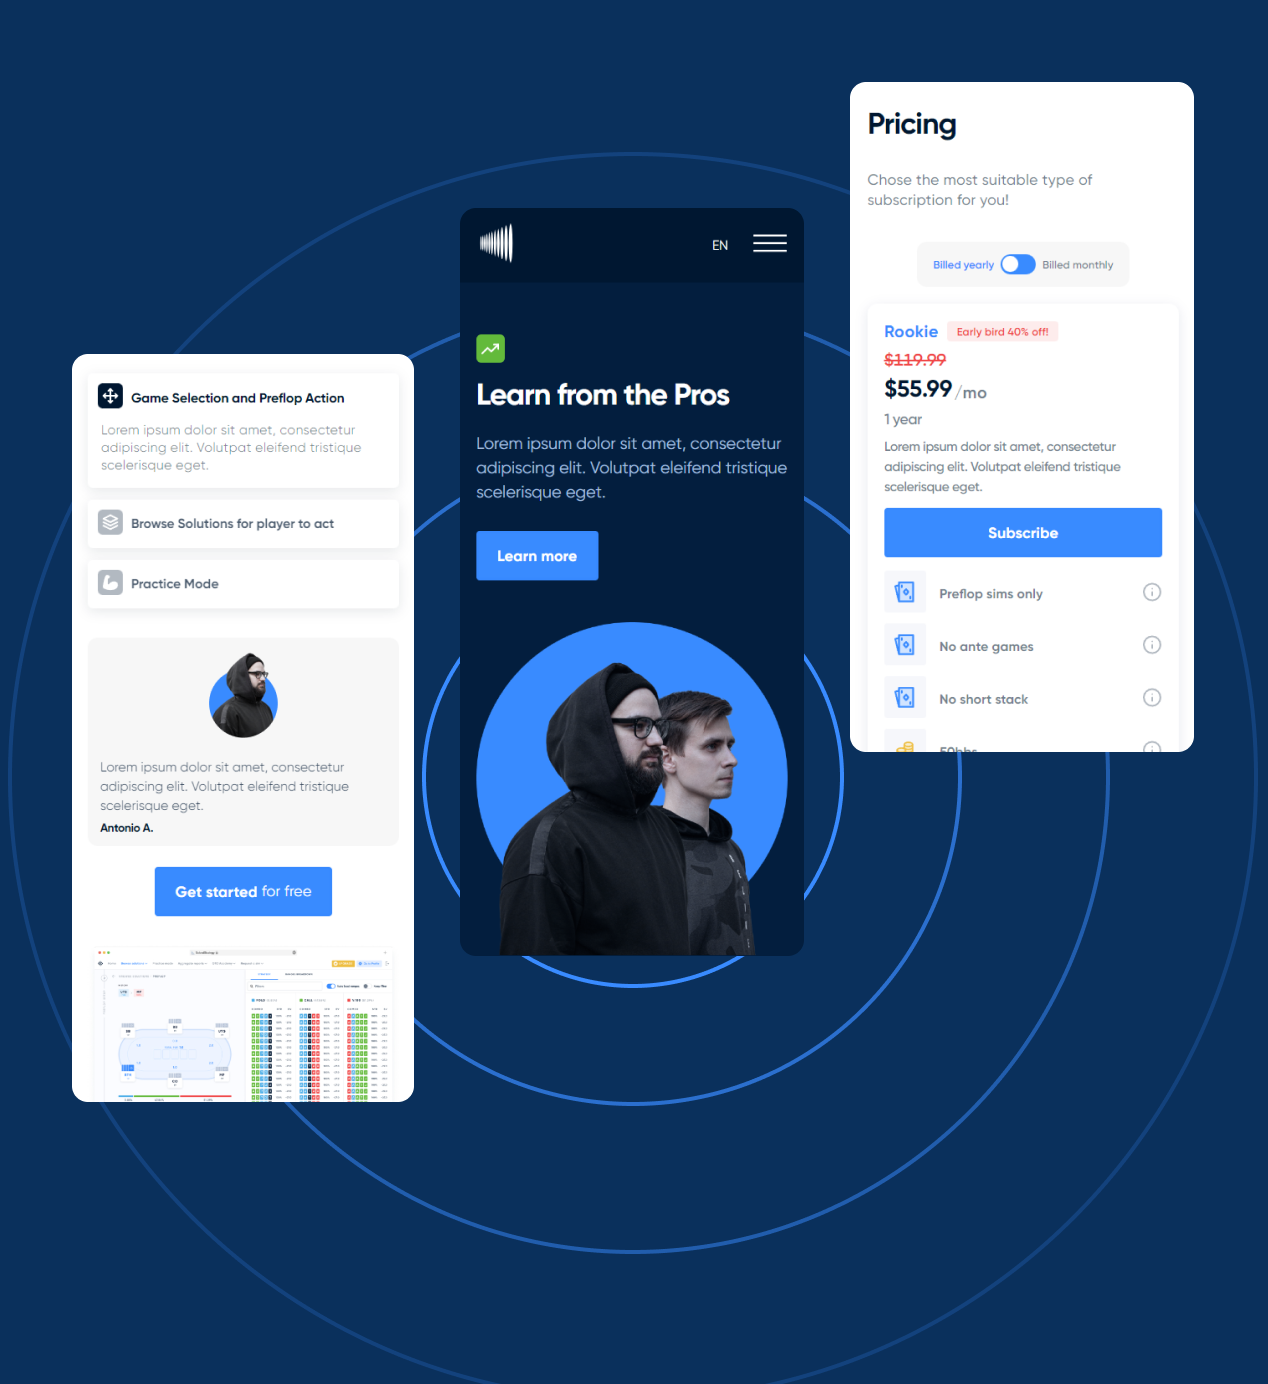 Game Selection and Preflop Action
Lorem ipsum dolor sit amet, consectetur
adipiscing elit. Volutpat eleifend tristique
scelerisque eget.
Browse Solutions for player to act
Practice Mode
Lorem ipsum dolor sit amet, consectetur
adipiscing elit. Volutpat eleifend tristique
scelerisque eget.
Antonio A.
Get started for free
EN
Learn from the Pros
Lorem ipsum dolor sit amet, consectetur
adipiscing elit. Volutpat eleifend tristique
scelerisque eget.
Learn more
Pricing
Chose the most suitable type of
subscription for you!
Billed yearly Billed monthly
Rookie Early bird 40% off!
$119.99
$55.99 /mo
1 year
Lorem ipsum dolor sit amet, consectetur
adipiscing elit. Volutpat eleifend tristique
scelerisque eget.
Subscribe
Preflop sims only
No ante games
No short stack